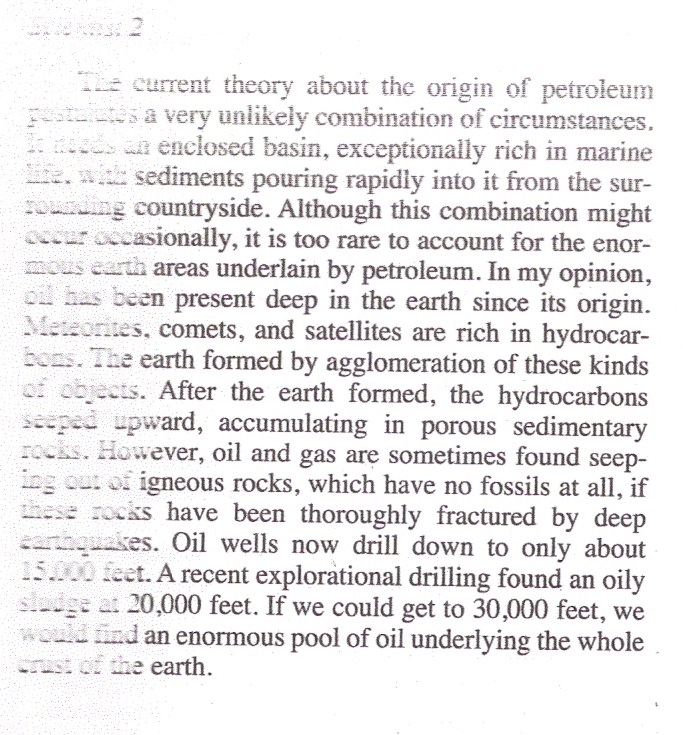 Scientist 2
The current theory about the origin of petroleum
postulates a very unlikely combination of circumstances.
It needs an enclosed basin, exceptionally rich in marine
life, with sediments pouring rapidly into it from the sur-
rounding countryside. Although this combination might
occur occasionally, it is too rare to account for the enor-
mous earth areas underlain by petroleum. In my opinion,
oil has been present deep in the earth since its origin.
Meteorites, comets, and satellites are rich in hydrocar-
bons. The earth formed by agglomeration of these kinds
of objects. After the earth formed, the hydrocarbons
seeped upward, accumulating in porous sedimentary
rocks. However, oil and gas are sometimes found seep-
ing out of igneous rocks, which have no fossils at all, if
these rocks have been thoroughly fractured by deep
earthquakes. Oil wells now drill down to only about
15,000 feet. A recent explorational drilling found an oily
sludge at 20,000 feet. If we could get to 30,000 feet, we
would find an enormous pool of oil underlying the whole
crust of the earth.